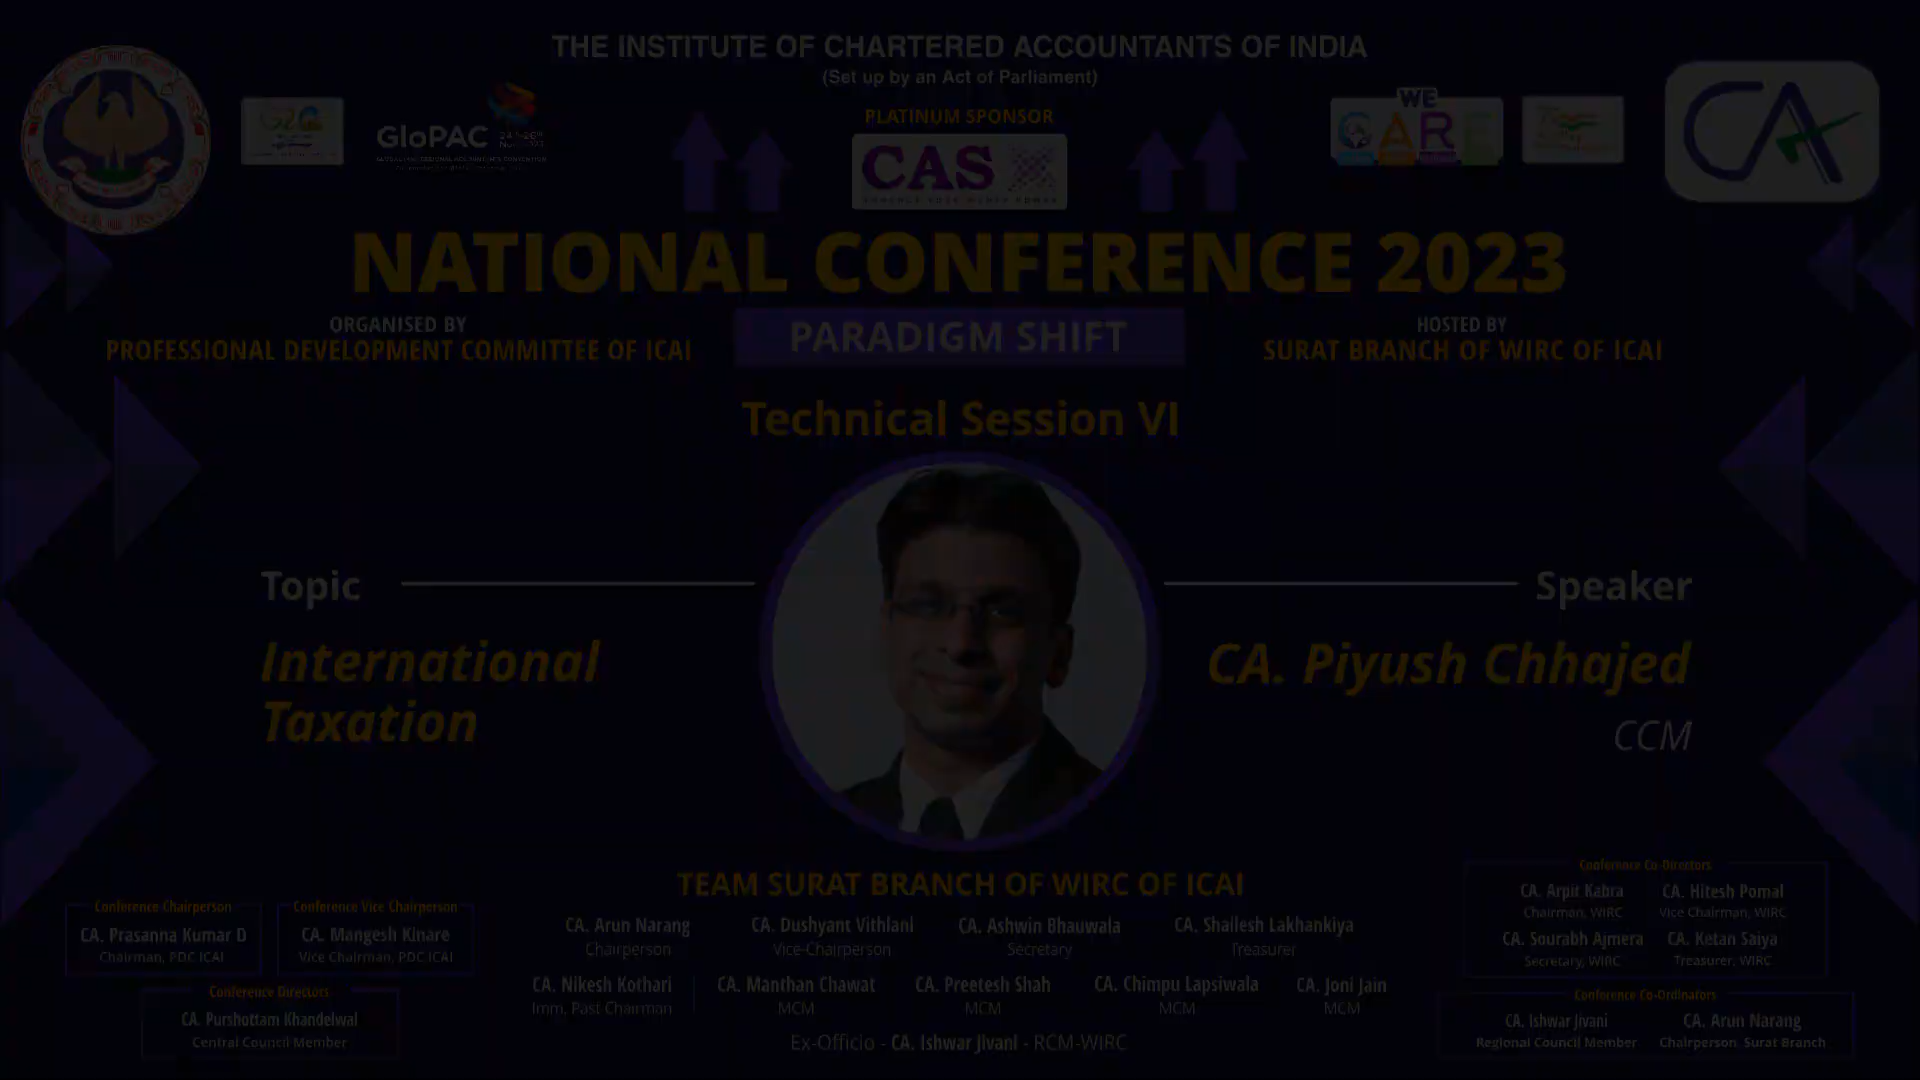 THE INSTITUTE OF CHARTERED ACCOUNTANTS OF INDIA
(Set up by an Act of Parliament)
GloPAC
PLATINUM SPONSOR
CAS
WE
CARE
CA
NATIONAL CONFERENCE 2023
ORGANISED BY
PROFESSIONAL DEVELOPMENT COMMITTEE OF ICAI
PARADIGM SHIFT
HOSTED BY
SURAT BRANCH OF WIRC OF ICAI
Technical Session VI
Topic
International
Taxation
Speaker
CA. Piyush Chhajed
CCM
Conference Chairperson
CA. Prasanna Kumar D
Chairman, PDC ICAI
Conference Vice Chairperson
CA. Mangesh Kinare
Vice Chairman, PDC ICAI
Conference Directors
CA. Purshottam Khandelwal
Central Council Member
TEAM SURAT BRANCH OF WIRC OF ICAI
CA. Arun Narang CA. Dushyant Vithlani CA. Ashwin Bhauwala CA. Shailesh Lakhankiya
Chairperson Vice-Chairperson Secretary Treasurer
CA. Nikesh Kothari CA. Manthan Chawat CA. Preetesh Shah CA. Chimpu Lapsiwala CA. Joni Jain
Imm. Past Chairman MCM MCM MCM MCM
Ex-Officio - CA. Ishwar Jivani - RCM-WIRC
Conference Co-Directors
CA. Arpit Kabra CA. Hitesh Pomal
Chairman, WIRC Vice Chairman, WIRC
CA. Sourabh Ajmera CA. Ketan Saiya
Secretary, WIRC Treasurer, WIRC
Conference Co-Ordinators
CA. Ishwar Jivani CA. Arun Narang
Regional Council Member Chairperson, Surat Branch